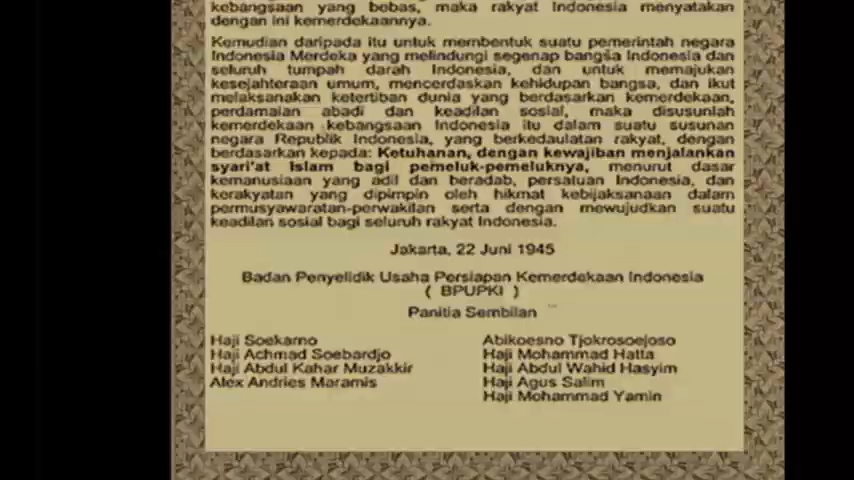 kebangsaan yang bebas, maka rakyat Indonesia menyatakan
dengan ini kemerdekaannya.
Kemudian daripada itu untuk membentuk suatu pemerintah negara
Indonesia Merdeka yang melindungi segenap bangsa Indonesia dan
seluruh tumpah darah Indonesia, dan untuk memajukan
kesejahteraan umum, mencerdaskan kehidupan bangsa, dan ikut
melaksanakan ketertiban dunia yang berdasarkan kemerdekaan,
perdamaian abadi dan keadilan sosial, maka disusunlah
kemerdekaan kebangsaan Indonesia itu dalam suatu susunan
negara Republik Indonesia, yang berkedaulatan rakyat, dengan
berdasarkan kepada: Ketuhanan, dengan kewajiban menjalankan
syari'at Islam bagi pemeluk-pemeluknya, menurut dasar
kemanusiaan yang adil dan beradab, persatuan Indonesia, dan
kerakyatan yang dipimpin oleh hikmat kebijaksanaan dalam
permusyawaratan-perwakilan serta dengan mewujudkan suatu
keadilan sosial bagi seluruh rakyat Indonesia.
Jakarta, 22 Juni 1945
Badan Penyelidik Usaha Persiapan Kemerdekaan Indonesia
( BPUPKI )
Panitia Sembilan
Haji Soekarno
Haji Achmad Soebardjo
Haji Abdul Kahar Muzakkir
Alex Andries Maramis
Abikoesno Tjokrosoejoso
Haji Mohammad Hatta
Haji Abdul Wahid Hasyim
Haji Agus Salim
Haji Mohammad Yamin